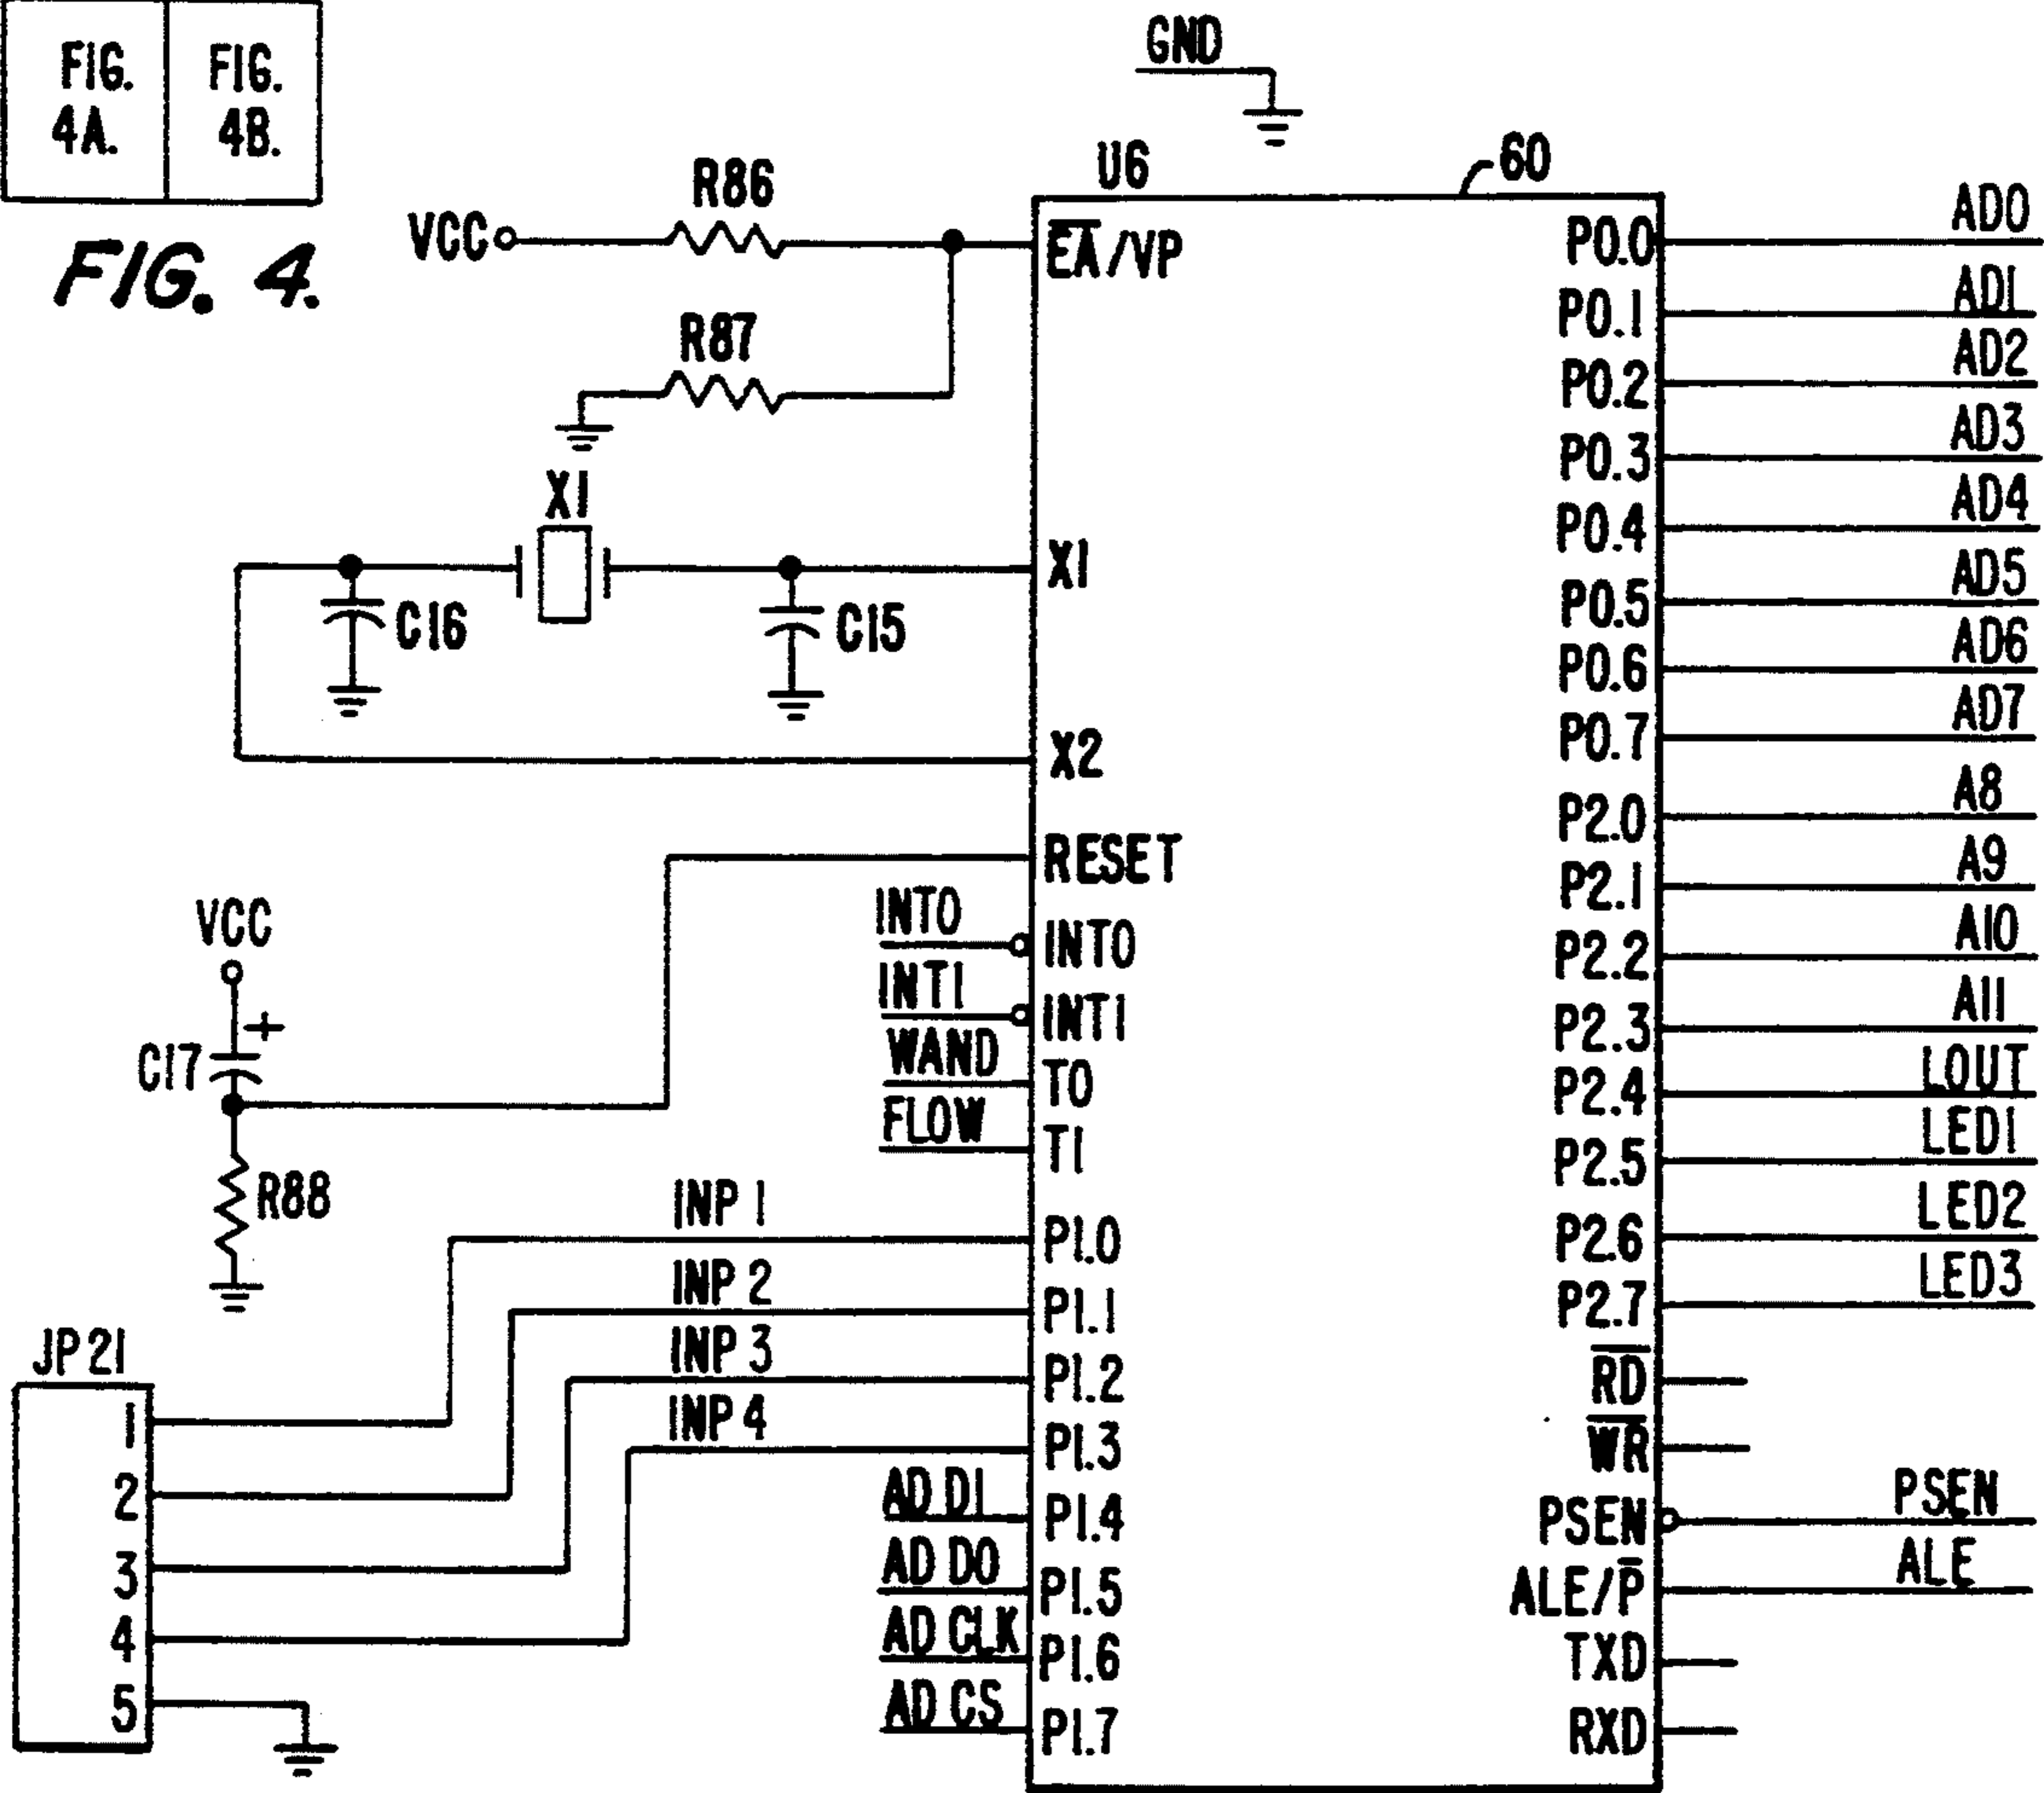 FIG. 4A.
FIG. 4B.
FIG. 4.
GND
U6
60
VCC
R86
R87
X1
C16
C15
VCC
+
C17
R88
JP21
1
2
3
4
5
INT0
INT1
WAND
FLOW
INP 1
INP 2
INP 3
INP 4
AD DI
AD DO
AD CLK
AD CS
EA/VP
X1
X2
RESET
INT0
INT1
T0
T1
P1.0
P1.1
P1.2
P1.3
P1.4
P1.5
P1.6
P1.7
P0.0
P0.1
P0.2
P0.3
P0.4
P0.5
P0.6
P0.7
P2.0
P2.1
P2.2
P2.3
P2.4
P2.5
P2.6
P2.7
RD
WR
PSEN
ALE/P
TXD
RXD
AD0
AD1
AD2
AD3
AD4
AD5
AD6
AD7
A8
A9
A10
A11
LOUT
LED1
LED2
LED3
PSEN
ALE